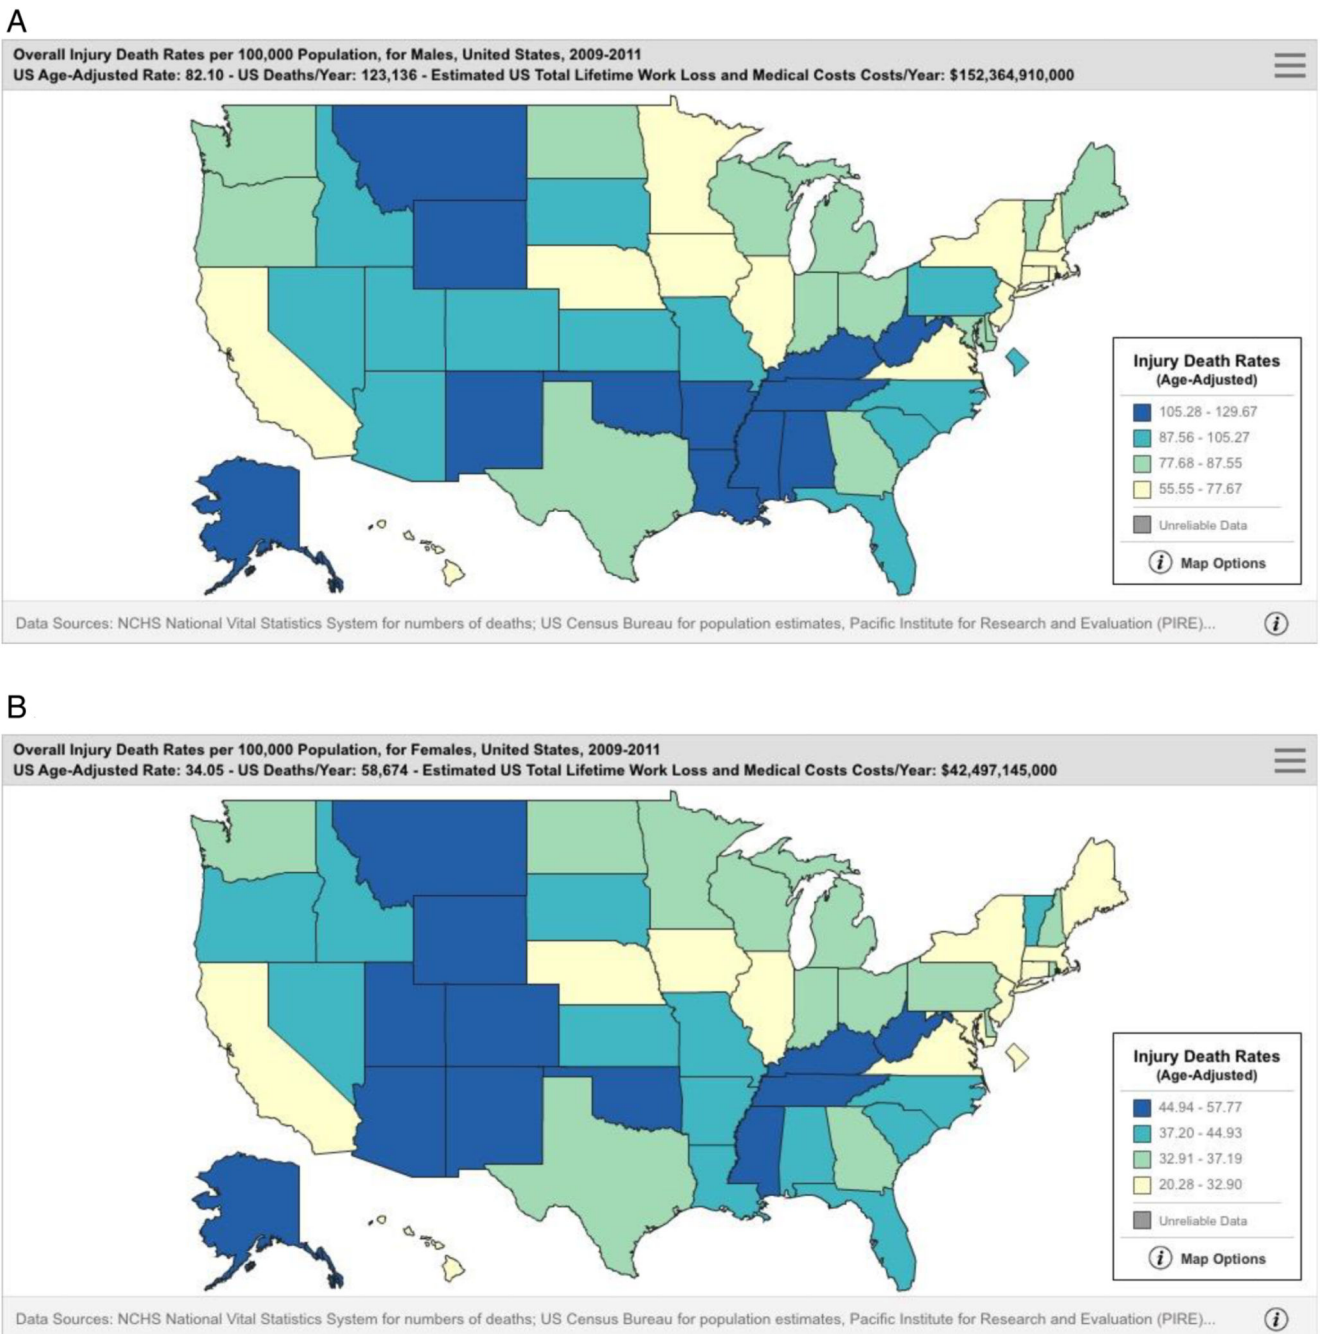 A
Overall Injury Death Rates per 100,000 Population, for Males, United States, 2009-2011
US Age-Adjusted Rate: 82.10 - US Deaths/Year: 123,136 - Estimated US Total Lifetime Work Loss and Medical Costs Costs/Year: $152,364,910,000
Injury Death Rates
(Age-Adjusted)
105.28 - 129.67
87.56 - 105.27
77.68 - 87.55
55.55 - 77.67
Unreliable Data
i Map Options
Data Sources: NCHS National Vital Statistics System for numbers of deaths; US Census Bureau for population estimates, Pacific Institute for Research and Evaluation (PIRE)... i
B
Overall Injury Death Rates per 100,000 Population, for Females, United States, 2009-2011
US Age-Adjusted Rate: 34.05 - US Deaths/Year: 58,674 - Estimated US Total Lifetime Work Loss and Medical Costs Costs/Year: $42,497,145,000
Injury Death Rates
(Age-Adjusted)
44.94 - 57.77
37.20 - 44.93
32.91 - 37.19
20.28 - 32.90
Unreliable Data
i Map Options
Data Sources: NCHS National Vital Statistics System for numbers of deaths; US Census Bureau for population estimates, Pacific Institute for Research and Evaluation (PIRE)... i